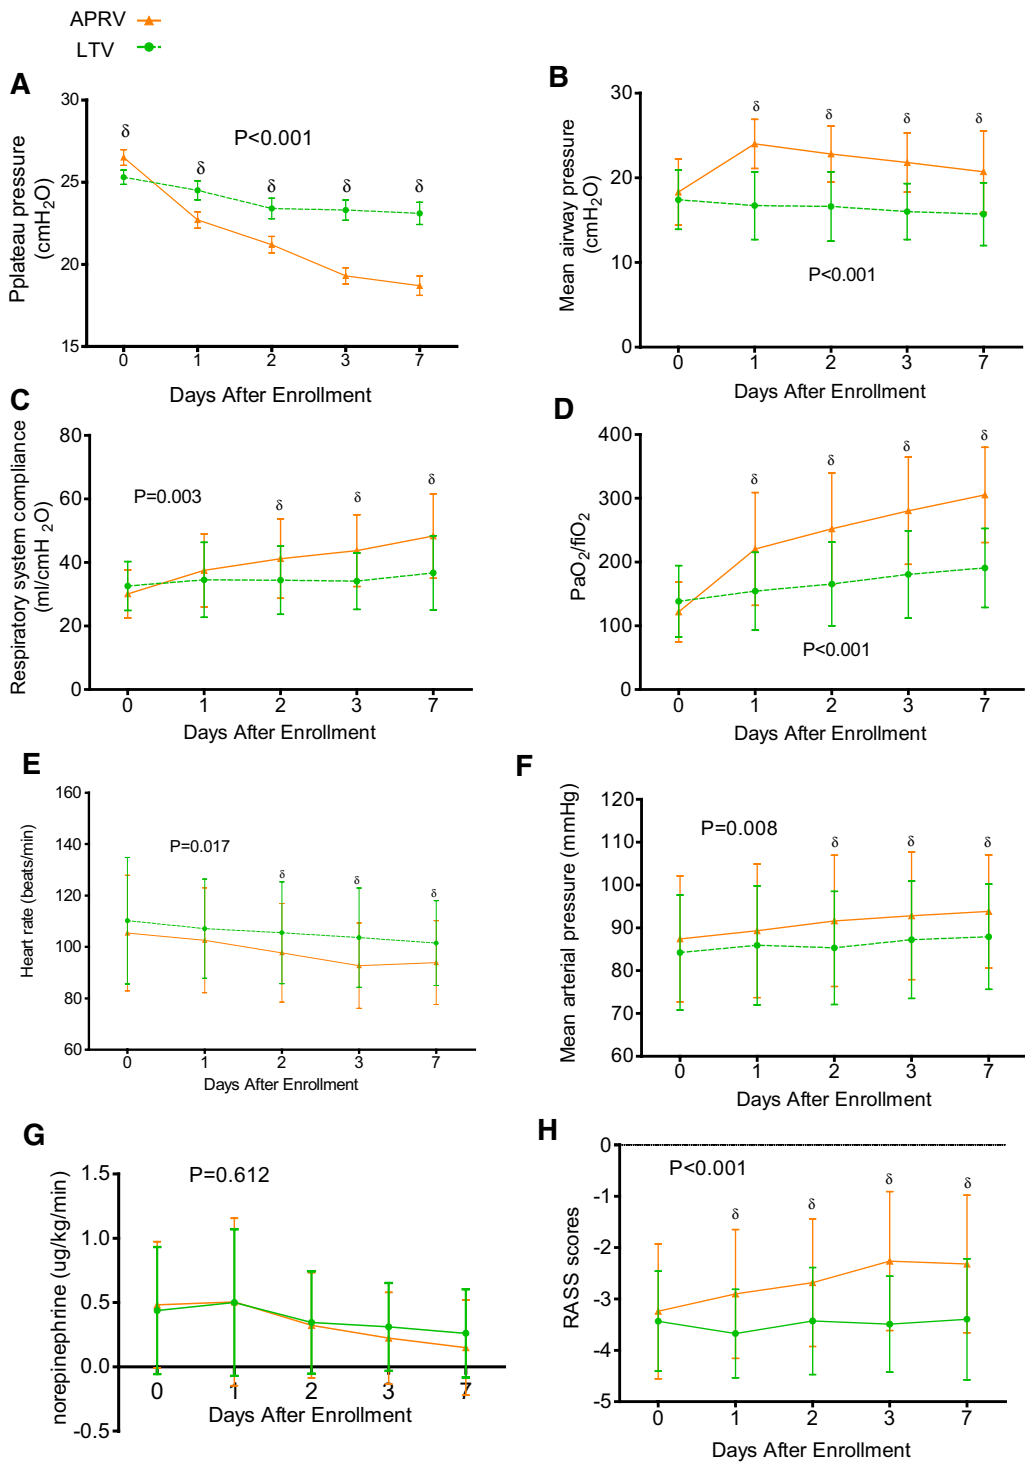 APRV
LTV
A
Pplateau pressure
(cmH2O)
30
25
20
15
P<0.001
δ
δ
δ
δ
δ
0 1 2 3 7
Days After Enrollment
B
Mean airway pressure
(cmH2O)
30
20
10
0
δ
δ
δ
δ
P<0.001
0 1 2 3 7
Days After Enrollment
C
Respiratory system compliance
(ml/cmH 2O)
80
60
40
20
0
P=0.003
δ
δ
δ
0 1 2 3 7
Days After Enrollment
D
PaO2/fiO2
400
300
200
100
0
δ
δ
δ
δ
P<0.001
0 1 2 3 7
Days After Enrollment
E
Heart rate (beats/min)
160
140
120
100
80
60
P=0.017
δ
δ
δ
0 1 2 3 7
Days After Enrollment
F
Mean arterial pressure (mmHg)
120
110
100
90
80
70
60
P=0.008
δ
δ
δ
0 1 2 3 7
Days After Enrollment
G
norepinephrine (ug/kg/min)
1.5
1.0
0.5
0.0
-0.5
P=0.612
0 1 2 3 7
Days After Enrollment
H
RASS scores
0
-1
-2
-3
-4
-5
P<0.001
δ
δ
δ
δ
0 1 2 3 7
Days After Enrollment